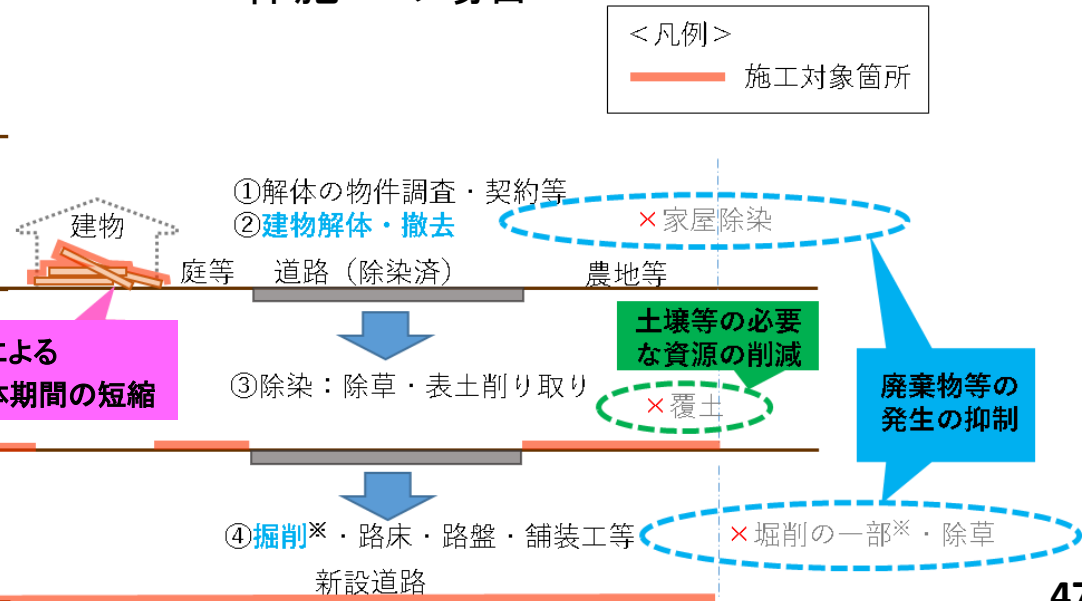 ＜凡例＞
施工対象箇所
①解体の物件調査・契約等
②建物解体・撤去
×家屋除染
建物
庭等
道路（除染済）
農地等
土壌等の必要
な資源の削減
による
体期間の短縮
③除染：除草・表土削り取り
×覆土
廃棄物等の
発生の抑制
④掘削※・路床・路盤・舗装工等
×掘削の一部※・除草
新設道路
47